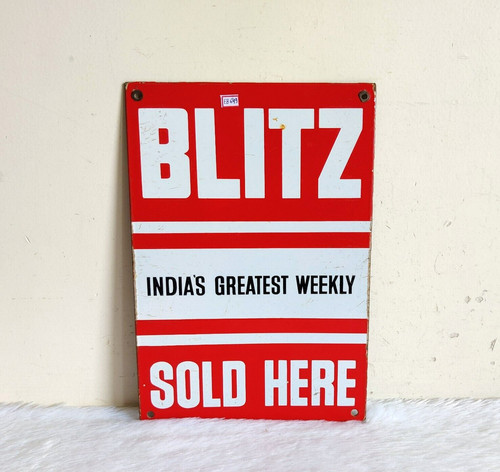 BLITZ
INDIA'S GREATEST WEEKLY
SOLD HERE